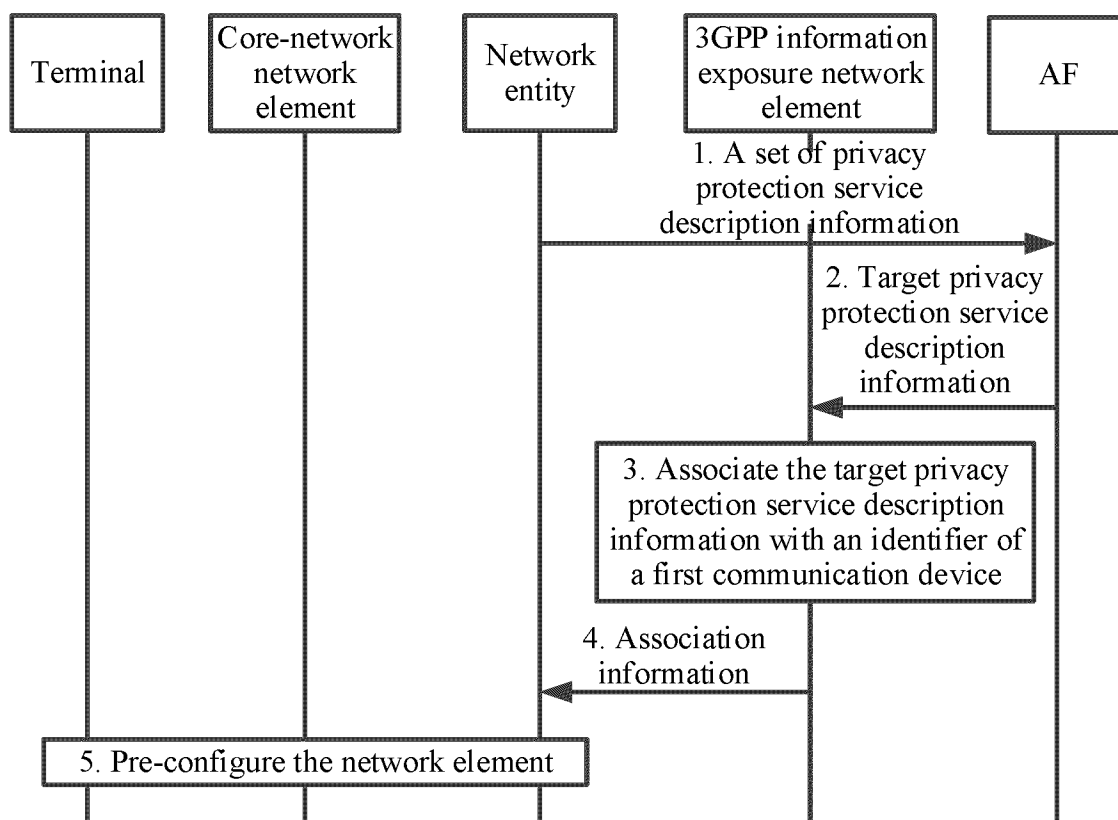 Terminal
Core-network
network
element
Network
entity
3GPP information
exposure network
element
AF
1. A set of privacy
protection service
description information
2. Target privacy
protection service
description
information
3. Associate the target privacy
protection service description
information with an identifier of
a first communication device
4. Association
information
5. Pre-configure the network element